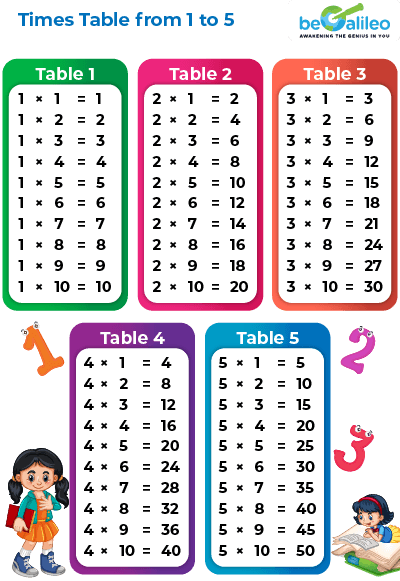 Times Table from 1 to 5
beGalileo
AWAKENING THE GENIUS IN YOU
Table 1
1 × 1 = 1
1 × 2 = 2
1 × 3 = 3
1 × 4 = 4
1 × 5 = 5
1 × 6 = 6
1 × 7 = 7
1 × 8 = 8
1 × 9 = 9
1 × 10 = 10
Table 2
2 × 1 = 2
2 × 2 = 4
2 × 3 = 6
2 × 4 = 8
2 × 5 = 10
2 × 6 = 12
2 × 7 = 14
2 × 8 = 16
2 × 9 = 18
2 × 10 = 20
Table 3
3 × 1 = 3
3 × 2 = 6
3 × 3 = 9
3 × 4 = 12
3 × 5 = 15
3 × 6 = 18
3 × 7 = 21
3 × 8 = 24
3 × 9 = 27
3 × 10 = 30
1
Table 4
4 × 1 = 4
4 × 2 = 8
4 × 3 = 12
4 × 4 = 16
4 × 5 = 20
4 × 6 = 24
4 × 7 = 28
4 × 8 = 32
4 × 9 = 36
4 × 10 = 40
Table 5
5 × 1 = 5
5 × 2 = 10
5 × 3 = 15
5 × 4 = 20
5 × 5 = 25
5 × 6 = 30
5 × 7 = 35
5 × 8 = 40
5 × 9 = 45
5 × 10 = 50
2
3